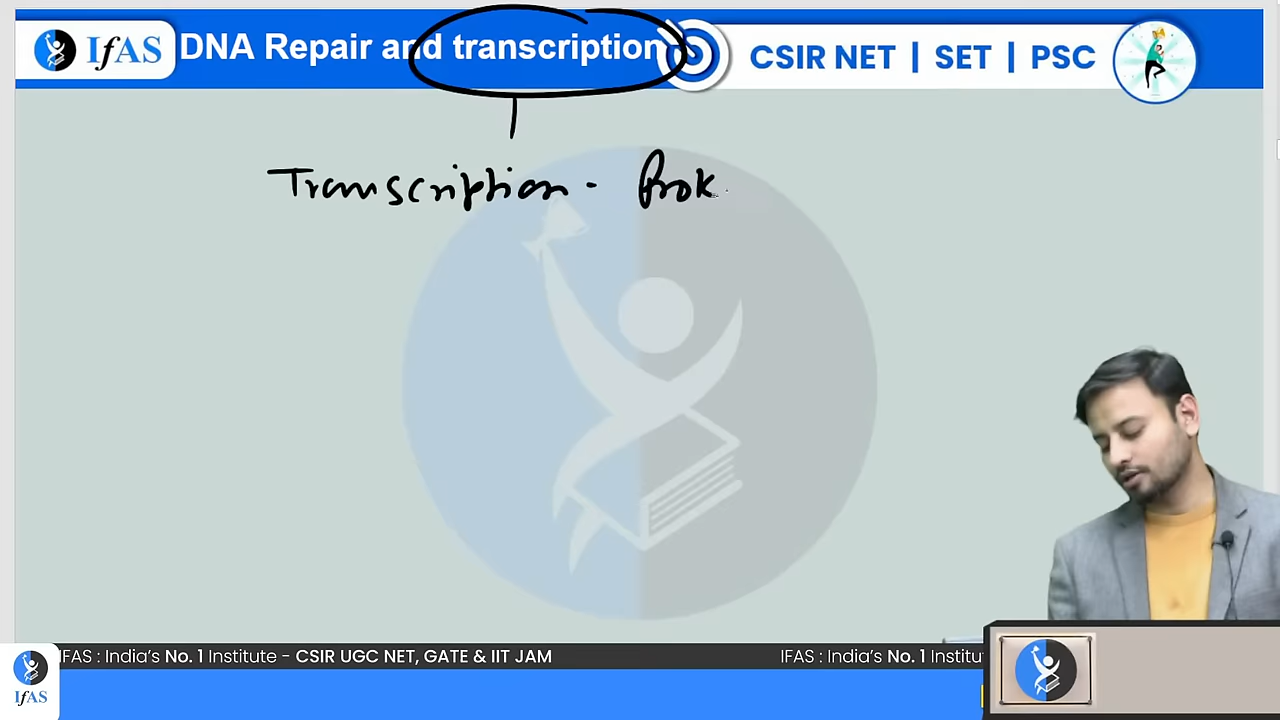 IfAS DNA Repair and transcription CSIR NET | SET | PSC
Transcription - Prok.
IFAS : India's No. 1 Institute - CSIR UGC NET, GATE & IIT JAM IFAS : India's No. 1 Institu
IfAS